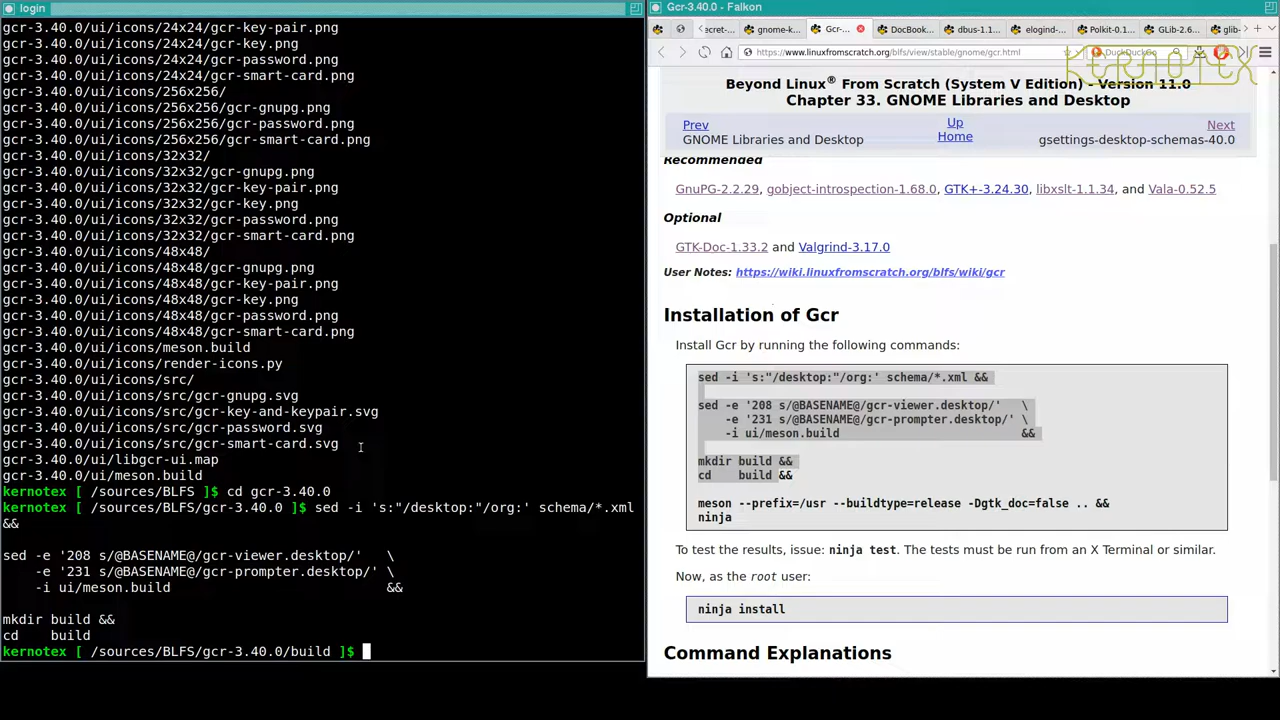 login
gcr-3.40.0/ui/icons/24x24/gcr-key-pair.png
gcr-3.40.0/ui/icons/24x24/gcr-key.png
gcr-3.40.0/ui/icons/24x24/gcr-password.png
gcr-3.40.0/ui/icons/24x24/gcr-smart-card.png
gcr-3.40.0/ui/icons/256x256/
gcr-3.40.0/ui/icons/256x256/gcr-gnupg.png
gcr-3.40.0/ui/icons/256x256/gcr-password.png
gcr-3.40.0/ui/icons/256x256/gcr-smart-card.png
gcr-3.40.0/ui/icons/32x32/
gcr-3.40.0/ui/icons/32x32/gcr-gnupg.png
gcr-3.40.0/ui/icons/32x32/gcr-key-pair.png
gcr-3.40.0/ui/icons/32x32/gcr-key.png
gcr-3.40.0/ui/icons/32x32/gcr-password.png
gcr-3.40.0/ui/icons/32x32/gcr-smart-card.png
gcr-3.40.0/ui/icons/48x48/
gcr-3.40.0/ui/icons/48x48/gcr-gnupg.png
gcr-3.40.0/ui/icons/48x48/gcr-key-pair.png
gcr-3.40.0/ui/icons/48x48/gcr-key.png
gcr-3.40.0/ui/icons/48x48/gcr-password.png
gcr-3.40.0/ui/icons/48x48/gcr-smart-card.png
gcr-3.40.0/ui/icons/meson.build
gcr-3.40.0/ui/icons/render-icons.py
gcr-3.40.0/ui/icons/src/
gcr-3.40.0/ui/icons/src/gcr-gnupg.svg
gcr-3.40.0/ui/icons/src/gcr-key-and-keypair.svg
gcr-3.40.0/ui/icons/src/gcr-password.svg
gcr-3.40.0/ui/icons/src/gcr-smart-card.svg
gcr-3.40.0/ui/libgcr-ui.map
gcr-3.40.0/ui/meson.build
kernotex [ /sources/BLFS ]$ cd gcr-3.40.0
kernotex [ /sources/BLFS/gcr-3.40.0 ]$ sed -i 's:"/desktop:"/org:' schema/*.xml
&&
sed -e '208 s/@BASENAME@/gcr-viewer.desktop/' \
-e '231 s/@BASENAME@/gcr-prompter.desktop/' \
-i ui/meson.build &&
mkdir build &&
cd build
kernotex [ /sources/BLFS/gcr-3.40.0/build ]$
Gcr-3.40.0 - Falkon
ecret-... gnome-k... Gcr-... DocBook... dbus-1.1... elogind-... Polkit-0.1... GLib-2.6... glib-
https://www.linuxfromscratch.org/blfs/view/stable/gnome/gcr.html DuckDuckGo
KERNOTEX
Beyond Linux® From Scratch (System V Edition) - Version 11.0
Chapter 33. GNOME Libraries and Desktop
Prev Up Next
GNOME Libraries and Desktop Home gsettings-desktop-schemas-40.0
Recommended
GnuPG-2.2.29, gobject-introspection-1.68.0, GTK+-3.24.30, libxslt-1.1.34, and Vala-0.52.5
Optional
GTK-Doc-1.33.2 and Valgrind-3.17.0
User Notes: https://wiki.linuxfromscratch.org/blfs/wiki/gcr
Installation of Gcr
Install Gcr by running the following commands:
sed -i 's:"/desktop:"/org:' schema/*.xml &&
sed -e '208 s/@BASENAME@/gcr-viewer.desktop/' \
-e '231 s/@BASENAME@/gcr-prompter.desktop/' \
-i ui/meson.build &&
mkdir build &&
cd build &&
meson --prefix=/usr --buildtype=release -Dgtk_doc=false .. &&
ninja
To test the results, issue: ninja test. The tests must be run from an X Terminal or similar.
Now, as the root user:
ninja install
Command Explanations